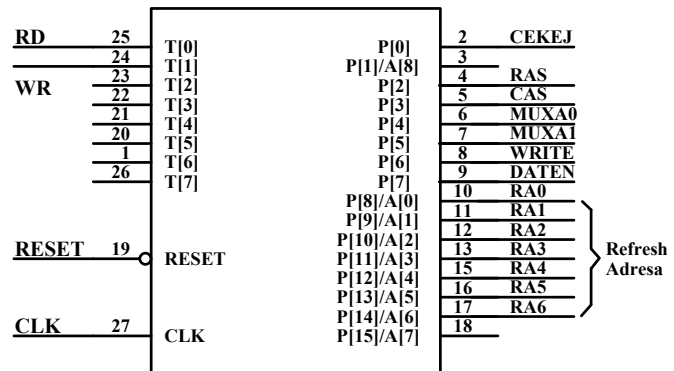 RD 25 T[0] P[0] 2 CEKEJ
24 T[1] P[1]/A[8] 3
WR 23 T[2] P[2] 4 RAS
22 T[3] P[3] 5 CAS
21 T[4] P[4] 6 MUXA0
20 T[5] P[5] 7 MUXA1
1 T[6] P[6] 8 WRITE
26 T[7] P[7] 9 DATEN
P[8]/A[0] 10 RA0
P[9]/A[1] 11 RA1
P[10]/A[2] 12 RA2
RESET 19 RESET P[11]/A[3] 13 RA3 Refresh
P[12]/A[4] 15 RA4 Adresa
P[13]/A[5] 16 RA5
P[14]/A[6] 17 RA6
CLK 27 CLK P[15]/A[7] 18